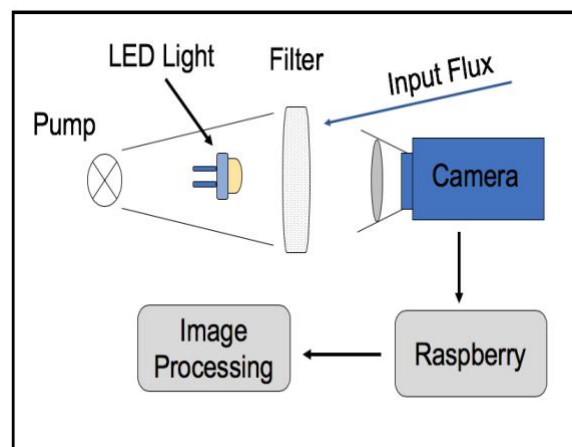 LED Light
Filter
Input Flux
Pump
Camera
Image
Processing
Raspberry